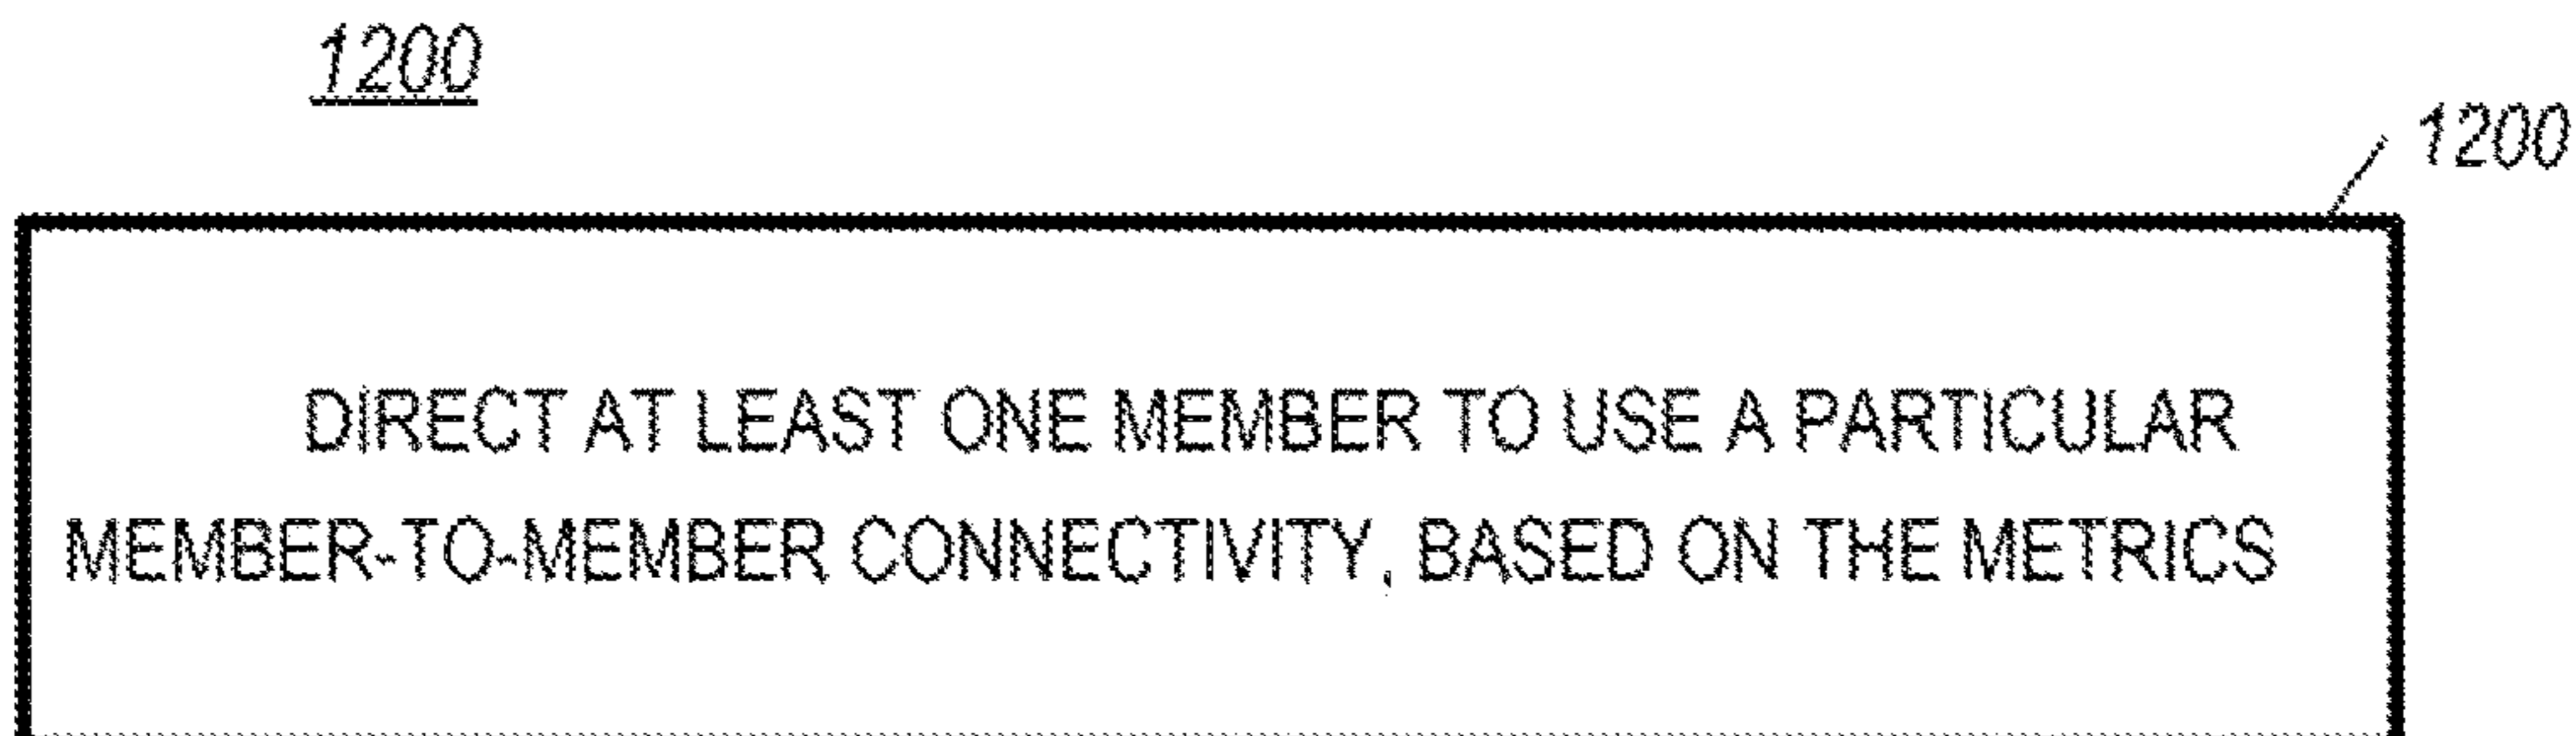 1200
1200
DIRECT AT LEAST ONE MEMBER TO USE A PARTICULAR
MEMBER-TO-MEMBER CONNECTIVITY, BASED ON THE METRICS